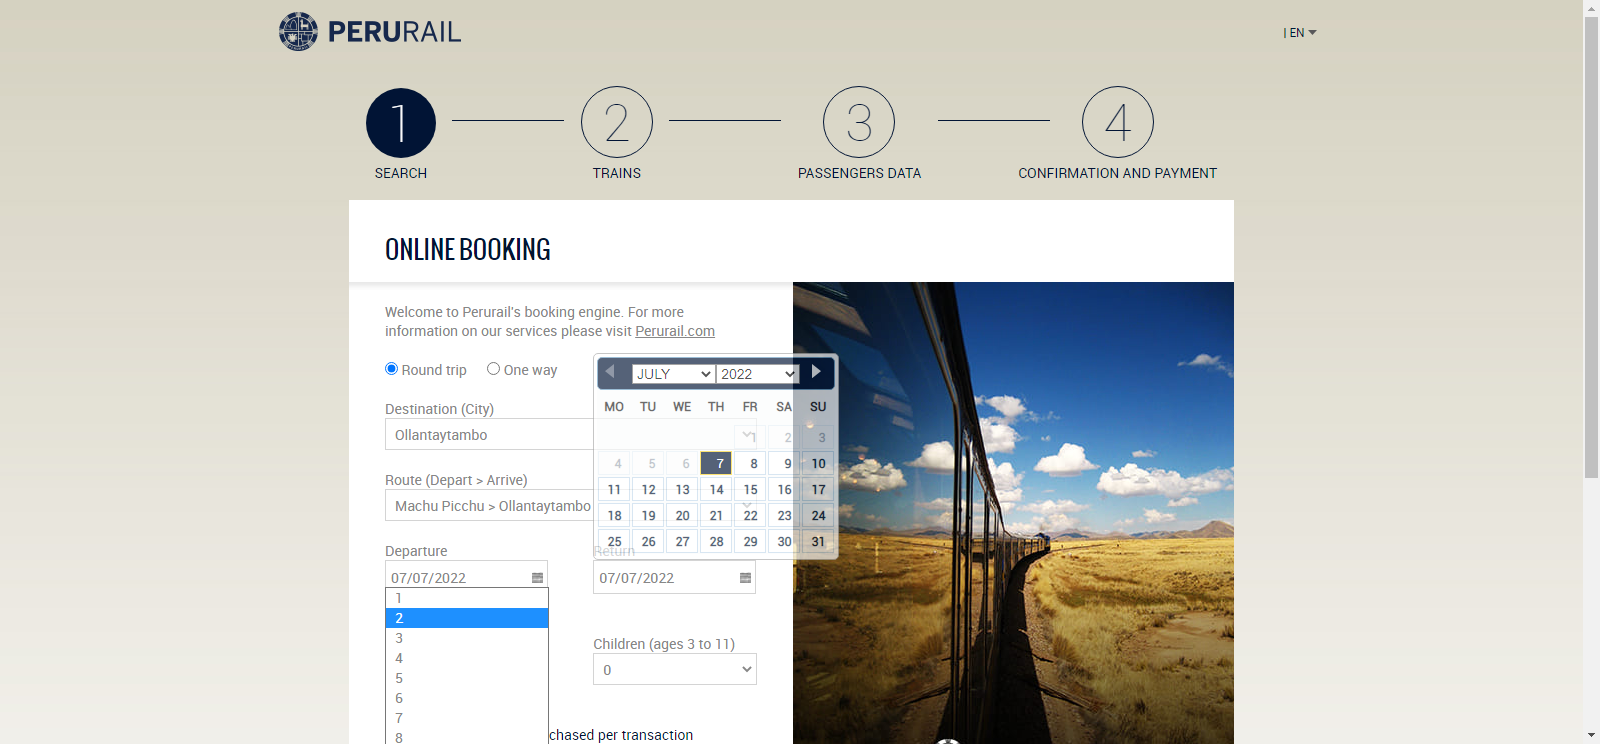 PERURAIL
| EN
1
2
3
4
SEARCH
TRAINS
PASSENGERS DATA
CONFIRMATION AND PAYMENT
ONLINE BOOKING
Welcome to Perurail's booking engine. For more
information on our services please visit Perurail.com
Round trip
One way
JULY
2022
MO TU WE TH FR SA SU
1 2 3
4 5 6 7 8 9 10
11 12 13 14 15 16 17
18 19 20 21 22 23 24
25 26 27 28 29 30 31
Destination (City)
Ollantaytambo
Route (Depart > Arrive)
Machu Picchu > Ollantaytambo
Departure
Return
07/07/2022
07/07/2022
1
2
3
4
5
6
7
8
Children (ages 3 to 11)
0
chased per transaction